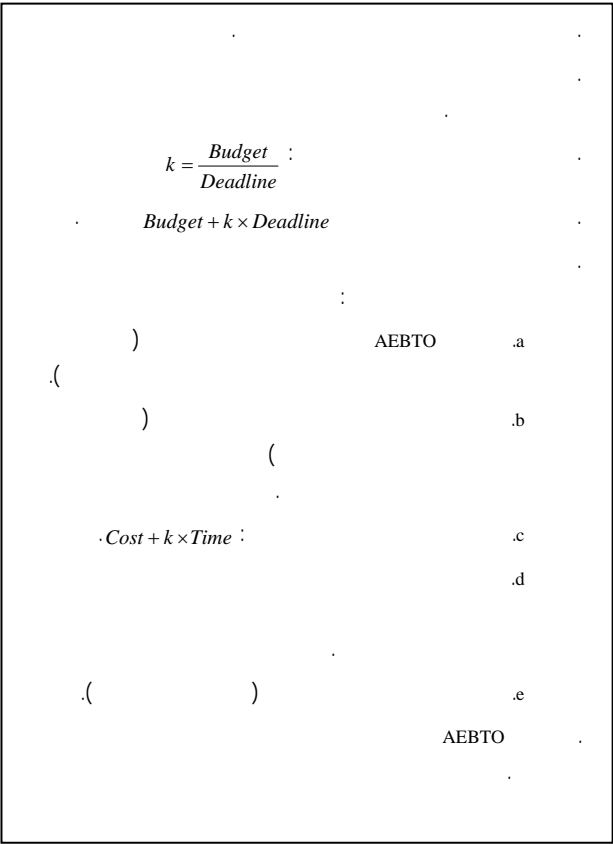 . .
.
.
: k = Budget / Deadline .
. Budget + k × Deadline .
.
:
a. AEBTO (
).
b. (
)
.
c. : Cost + k × Time.
d.
.
e. ( ).
. AEBTO
.